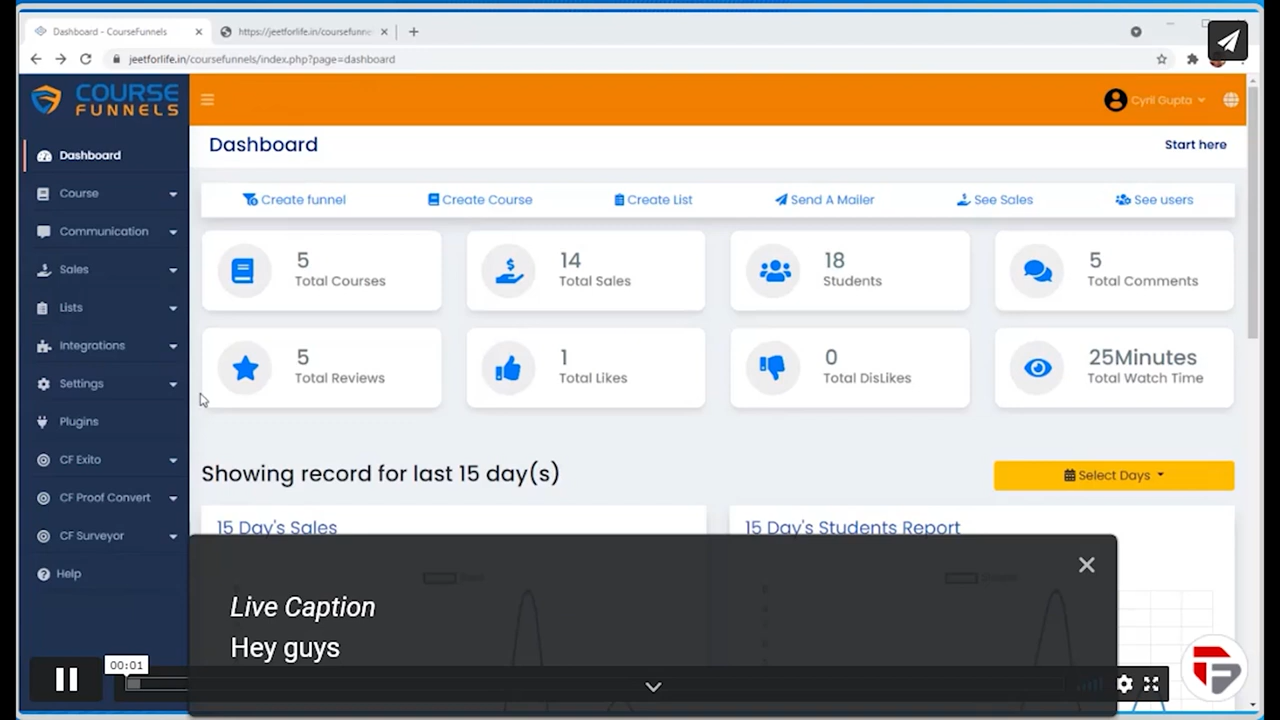 Dashboard - CourseFunnels
https://jeetforlife.in/coursefunne
jeetforlife.in/coursefunnels/index.php?page=dashboard
COURSE
FUNNELS
Cyril Gupta
Dashboard
Start here
Create funnel
Create Course
Create List
Send A Mailer
See Sales
See users
Dashboard
Course
Communication
Sales
Lists
Integrations
Settings
Plugins
CF Exito
CF Proof Convert
CF Surveyor
Help
5
Total Courses
14
Total Sales
18
Students
5
Total Comments
5
Total Reviews
1
Total Likes
0
Total DisLikes
25Minutes
Total Watch Time
Showing record for last 15 day(s)
Select Days
15 Day's Sales
15 Day's Students Report
Live Caption
Hey guys
00:01